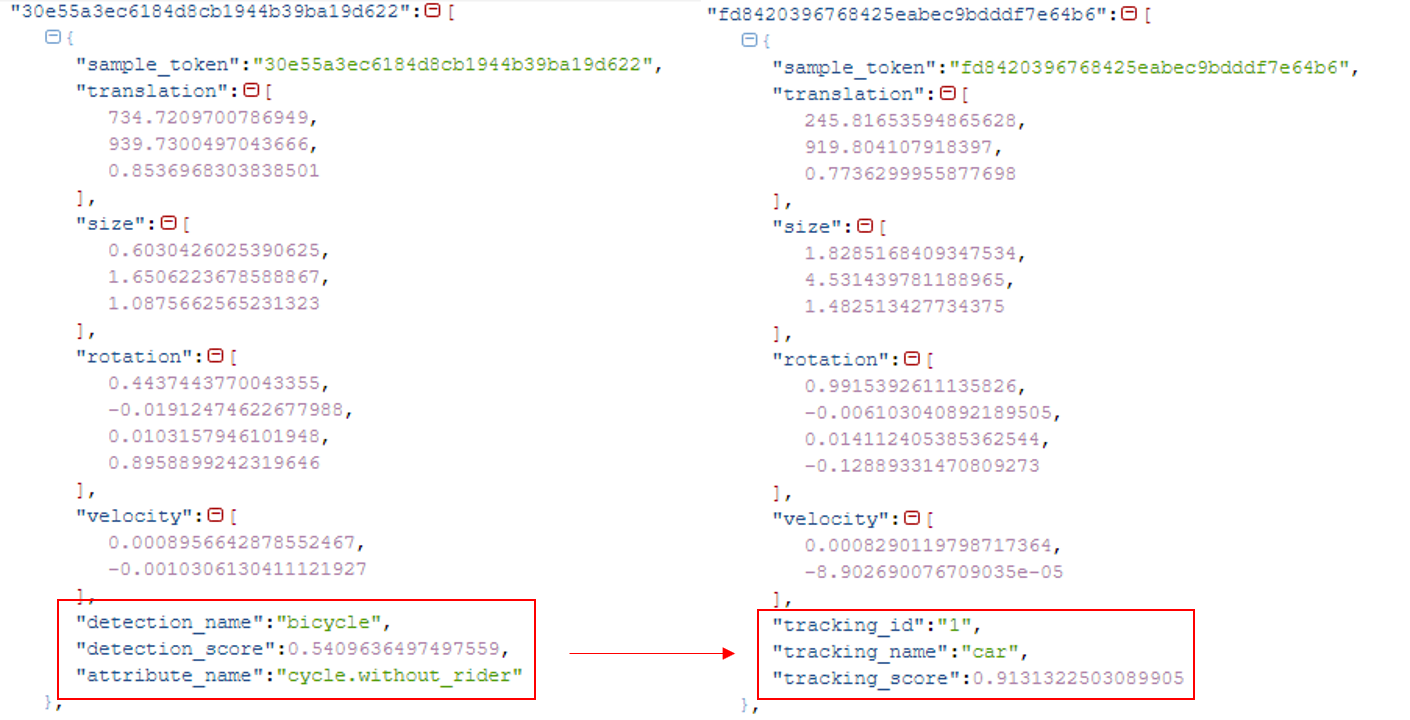 "30e55a3ec6184d8cb1944b39ba19d622":[
{
"sample_token":"30e55a3ec6184d8cb1944b39ba19d622",
"translation":[
734.7209700786949,
939.7300497043666,
0.8536968303838501
],
"size":[
0.6030426025390625,
1.6506223678588867,
1.0875662565231323
],
"rotation":[
0.4437443770043355,
-0.01912474622677988,
0.0103157946101948,
0.8958899242319646
],
"velocity":[
0.0008956642878552467,
-0.0010306130411121927
],
"detection_name":"bicycle",
"detection_score":0.5409636497497559,
"attribute_name":"cycle.without_rider"
},
"fd8420396768425eabec9bdddf7e64b6":[
{
"sample_token":"fd8420396768425eabec9bdddf7e64b6",
"translation":[
245.81653594865628,
919.804107918397,
0.7736299955877698
],
"size":[
1.8285168409347534,
4.531439781188965,
1.482513427734375
],
"rotation":[
0.9915392611135826,
-0.006103040892189505,
0.014112405385362544,
-0.12889331470809273
],
"velocity":[
0.0008290119798717364,
-8.902690076709035e-05
],
"tracking_id":"1",
"tracking_name":"car",
"tracking_score":0.9131322503089905
},